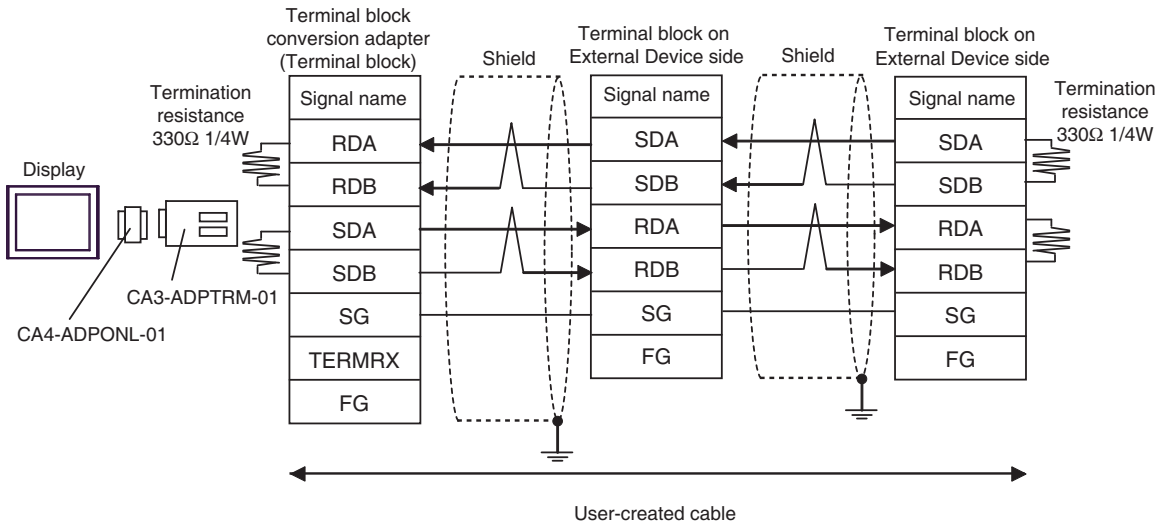 Terminal block
conversion adapter
(Terminal block)
Shield
Terminal block on
External Device side
Shield
Terminal block on
External Device side
Termination
resistance
330Ω 1/4W
Signal name
RDA
RDB
SDA
SDB
SG
TERMRX
FG
Signal name
SDA
SDB
RDA
RDB
SG
FG
Signal name
SDA
SDB
RDA
RDB
SG
FG
Termination
resistance
330Ω 1/4W
Display
CA3-ADPTRM-01
CA4-ADPONL-01
User-created cable